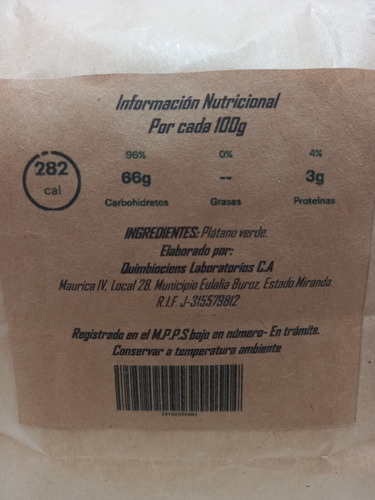 Información Nutricional
Por cada 100g
282
cal
96%
0%
4%
66g
--
3g
Carbohidratos
Grasas
Proteinas
INGREDIENTES: Plátano verde.
Elaborado por:
Quimbiociens Laboratorios C.A
Maurica IV, Local 28. Municipio Eulalia Buroz. Estado Miranda.
R.I.F. J-315579812
Registrado en el M.P.P.S bajo en número- En trámite.
Conservar a temperatura ambiente